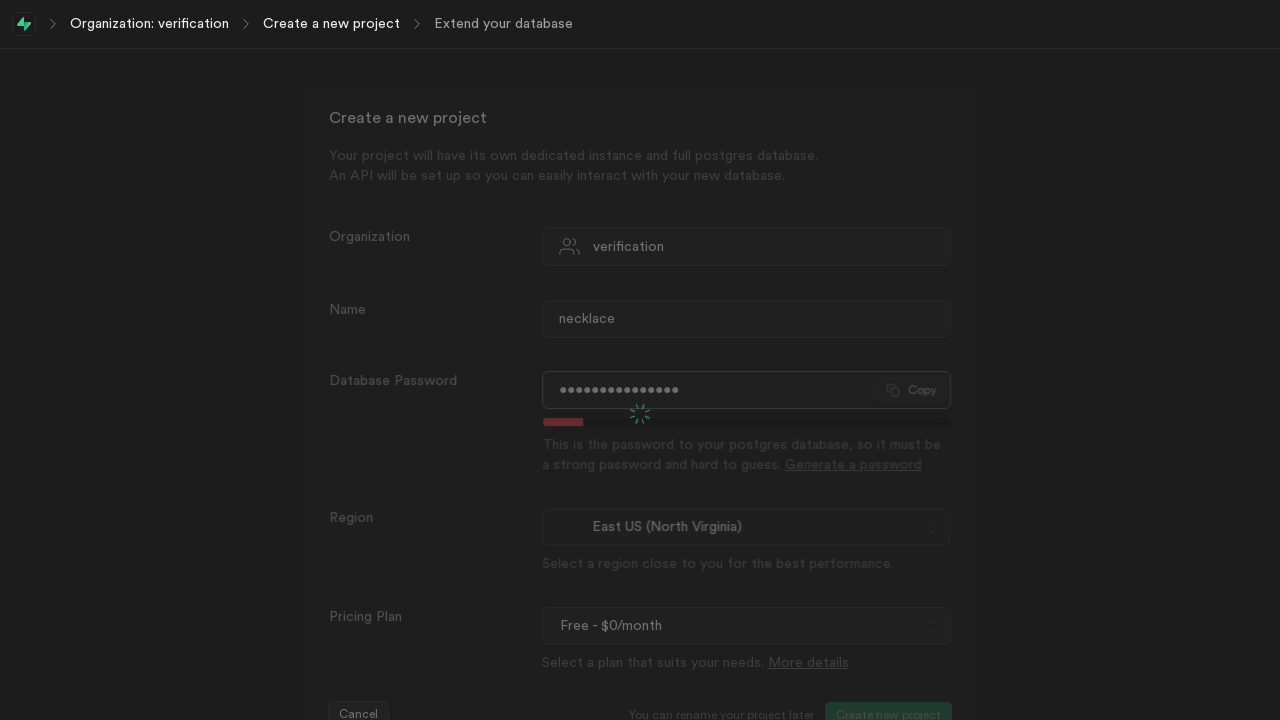 Organization: verification
Create a new project
Extend your database
Create a new project
Your project will have its own dedicated instance and full postgres database.
An API will be set up so you can easily interact with your new database.
Organization
verification
Name
necklace
Database Password
•••••••••••••••
Copy
This is the password to your postgres database, so it must be
a strong password and hard to guess. Generate a password
Region
East US (North Virginia)
Select a region close to you for the best performance.
Pricing Plan
Free - $0/month
Select a plan that suits your needs. More details
Cancel
You can rename your project later
Create new project